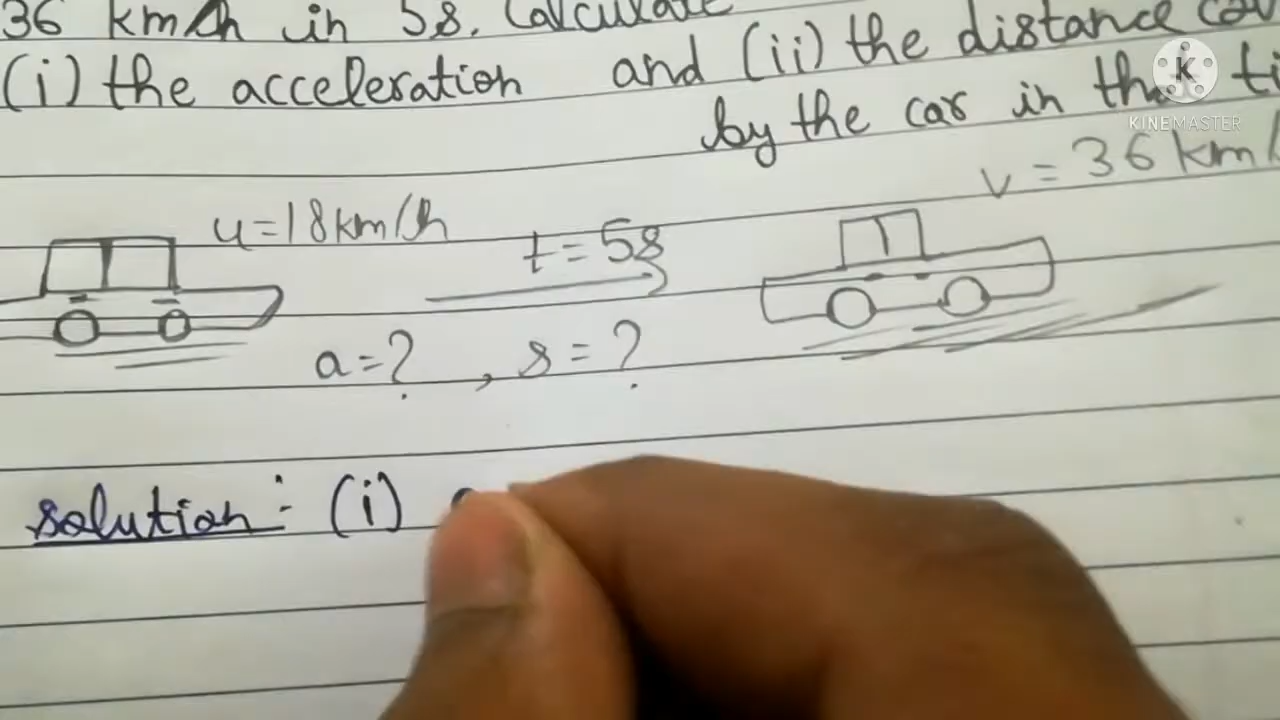 36 km/h in 5s. Calculate
(i) the acceleration and (ii) the distance
by the car in the
KINEMASTER
v = 36 km/
u = 18 km/h
t = 5s
a = ? , s = ?
solution :- (i)